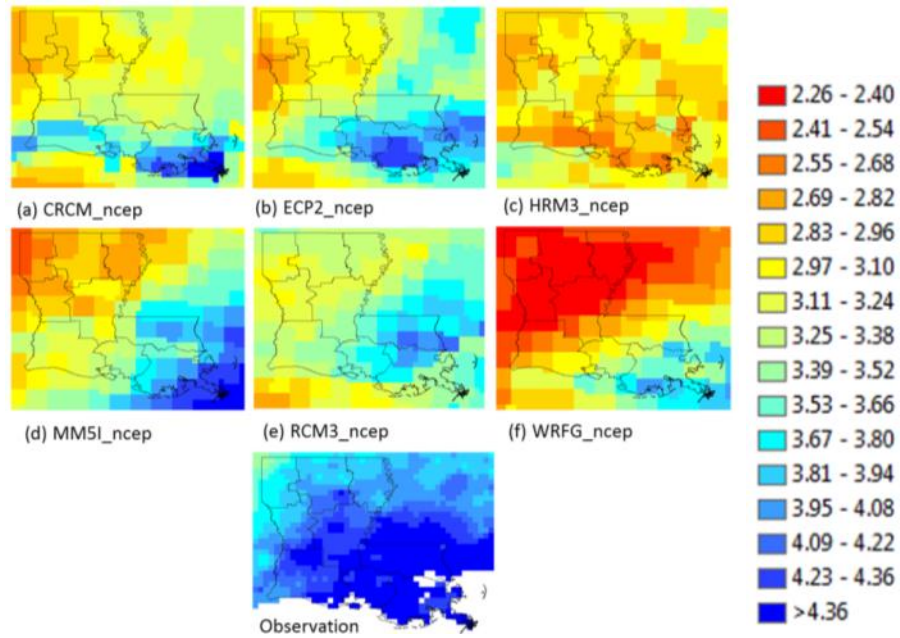 (a) CRCM_ncep
(b) ECP2_ncep
(c) HRM3_ncep
(d) MM5I_ncep
(e) RCM3_ncep
(f) WRFG_ncep
Observation
2.26 - 2.40
2.41 - 2.54
2.55 - 2.68
2.69 - 2.82
2.83 - 2.96
2.97 - 3.10
3.11 - 3.24
3.25 - 3.38
3.39 - 3.52
3.53 - 3.66
3.67 - 3.80
3.81 - 3.94
3.95 - 4.08
4.09 - 4.22
4.23 - 4.36
>4.36